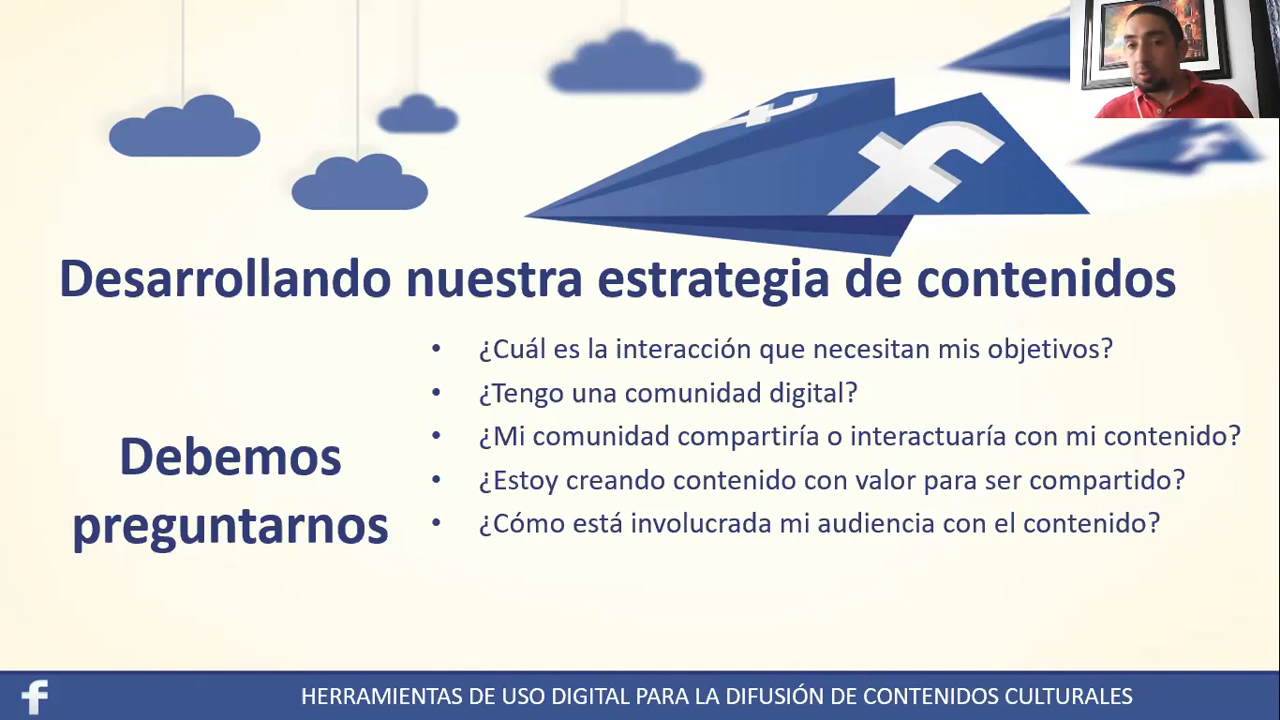 Desarrollando nuestra estrategia de contenidos
Debemos
preguntarnos
• ¿Cuál es la interacción que necesitan mis objetivos?
• ¿Tengo una comunidad digital?
• ¿Mi comunidad compartiría o interactuaría con mi contenido?
• ¿Estoy creando contenido con valor para ser compartido?
• ¿Cómo está involucrada mi audiencia con el contenido?
HERRAMIENTAS DE USO DIGITAL PARA LA DIFUSIÓN DE CONTENIDOS CULTURALES